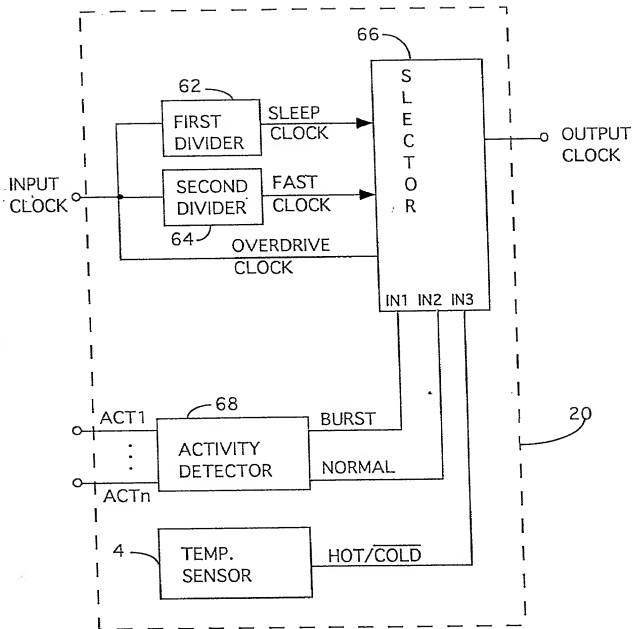 66
62
S
L
E
C
T
O
R
FIRST
DIVIDER
SLEEP
CLOCK
OUTPUT
CLOCK
INPUT
CLOCK
SECOND
DIVIDER
FAST
CLOCK
64
OVERDRIVE
CLOCK
IN1 IN2 IN3
68
20
ACT1
ACTn
ACTIVITY
DETECTOR
BURST
NORMAL
4
TEMP.
SENSOR
HOT/COLD